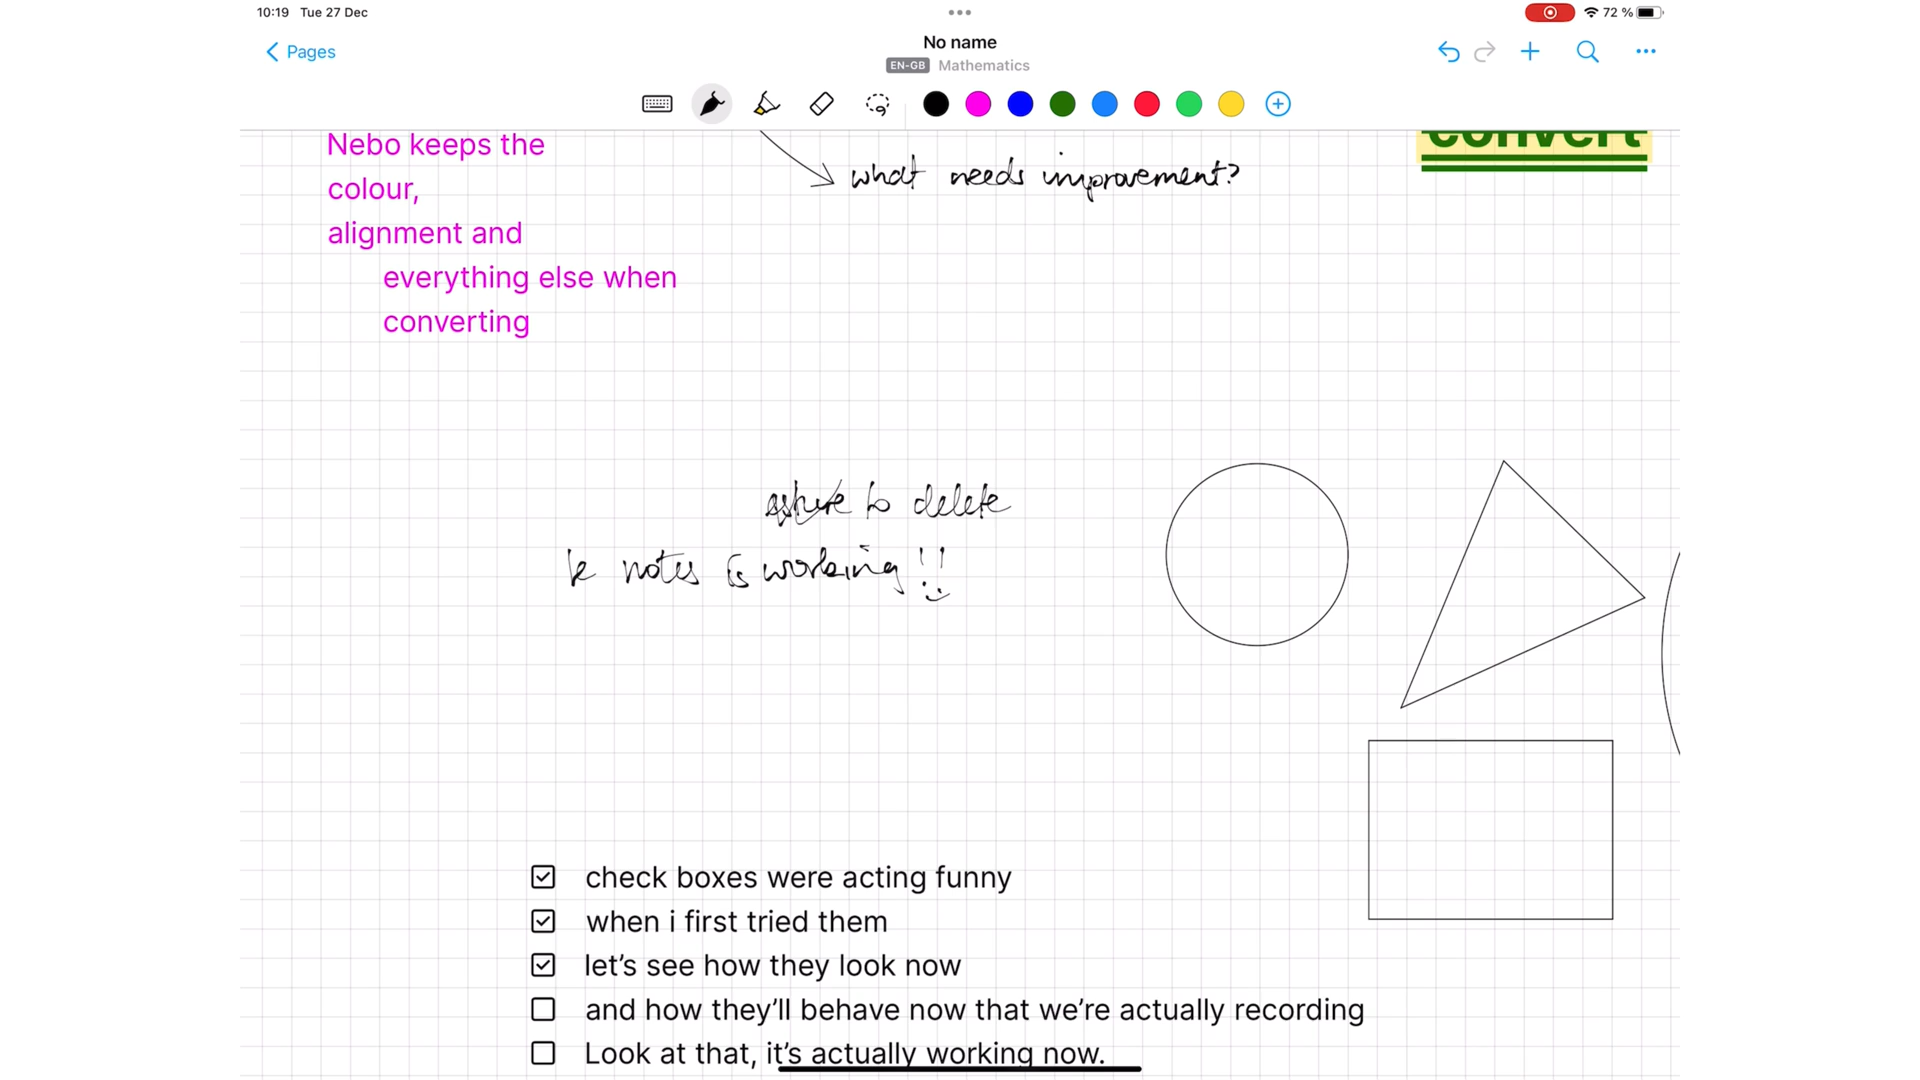 10:19 Tue 27 Dec
72 %
Pages
No name
EN-GB Mathematics
Nebo keeps the
colour,
alignment and
everything else when
converting
what needs improvement?
convert
to delete
notes is working!!
check boxes were acting funny
when i first tried them
let's see how they look now
and how they'll behave now that we're actually recording
Look at that, it's actually working now.